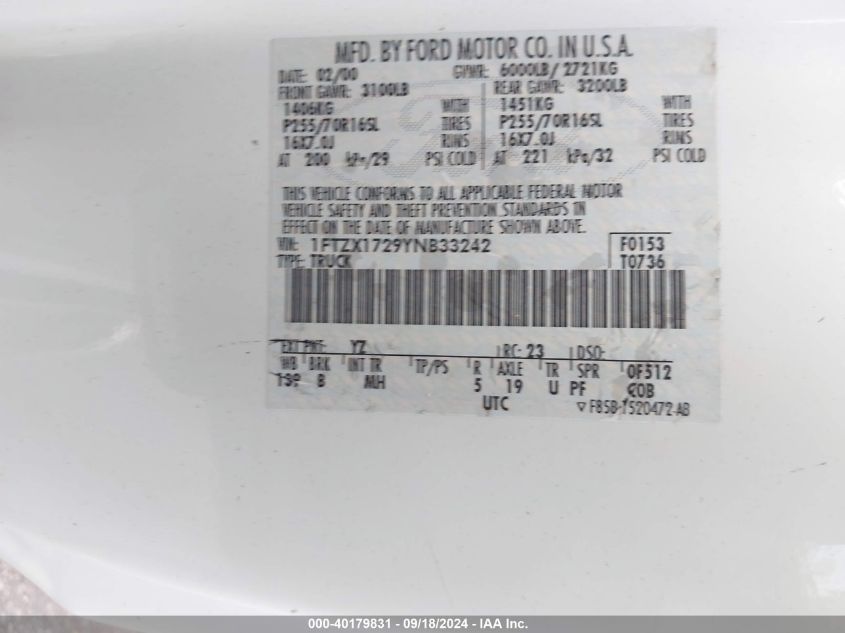 MFD. BY FORD MOTOR CO. IN U.S.A.
DATE: 02/00 GVWR: 6000LB/ 2721KG
FRONT GAWR: 3100LB REAR GAWR: 3200LB
1406KG WITH 1451KG WITH
P255/70R16SL TIRES P255/70R16SL TIRES
16X7.0J RIMS 16X7.0J RIMS
AT 200 kPa/29 PSI COLD AT 221 kPa/32 PSI COLD
THIS VEHICLE CONFORMS TO ALL APPLICABLE FEDERAL MOTOR
VEHICLE SAFETY AND THEFT PREVENTION STANDARDS IN
EFFECT ON THE DATE OF MANUFACTURE SHOWN ABOVE.
VIN: 1FTZX1729YNB33242 F0153
TYPE: TRUCK T0736
EXT PNT: YZ RC: 23 DSO:
WB BRK INT TR TP/PS R AXLE TR SPR 0F512
139 B MH 5 19 U PF COB
UTC ▽ F85B-1520472-AB
000-40179831 - 09/18/2024 - IAA Inc.